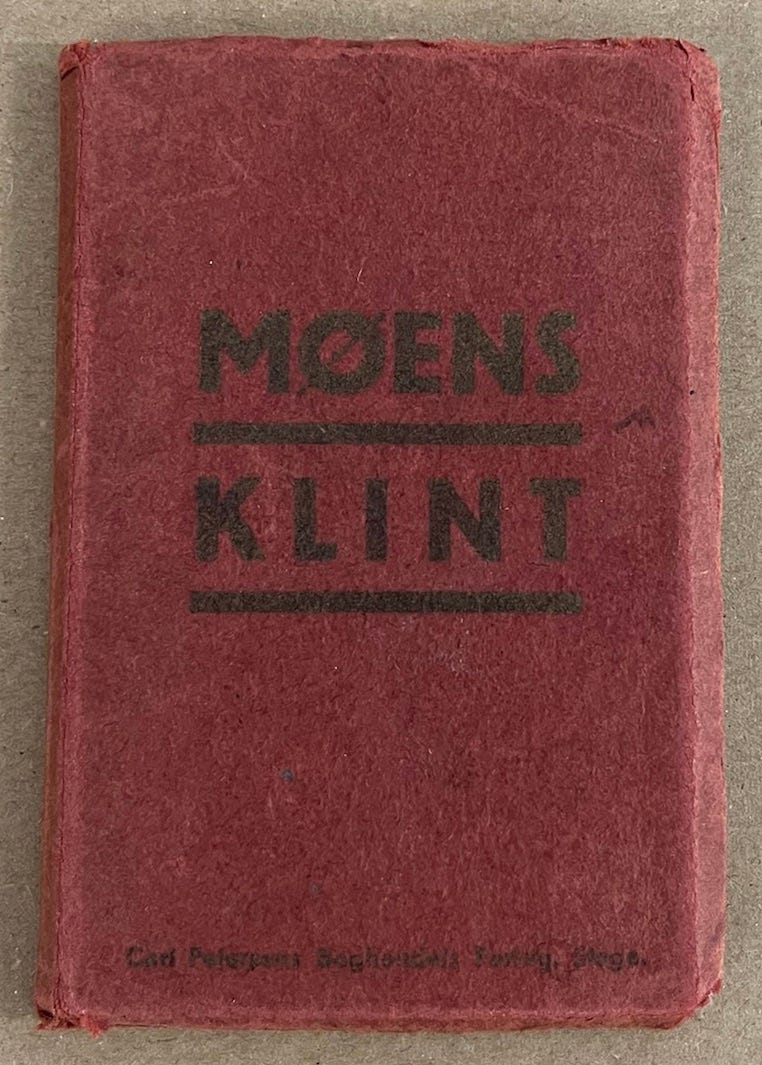 MØENS
KLINT
Carl Petersens Boghandels Forlag. Stege.